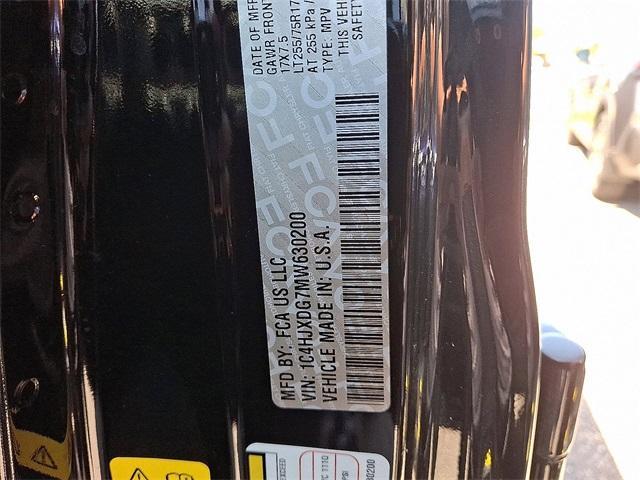 DATE OF MFR
GAWR FRONT
17X7.5
LT255/75R17
AT 255 kPa /
TYPE: MPV
THIS VEH
SAFETY
MFD BY: FCA US LLC
VIN: 1C4HJXDG7MW630200
VEHICLE MADE IN: U.S.A.